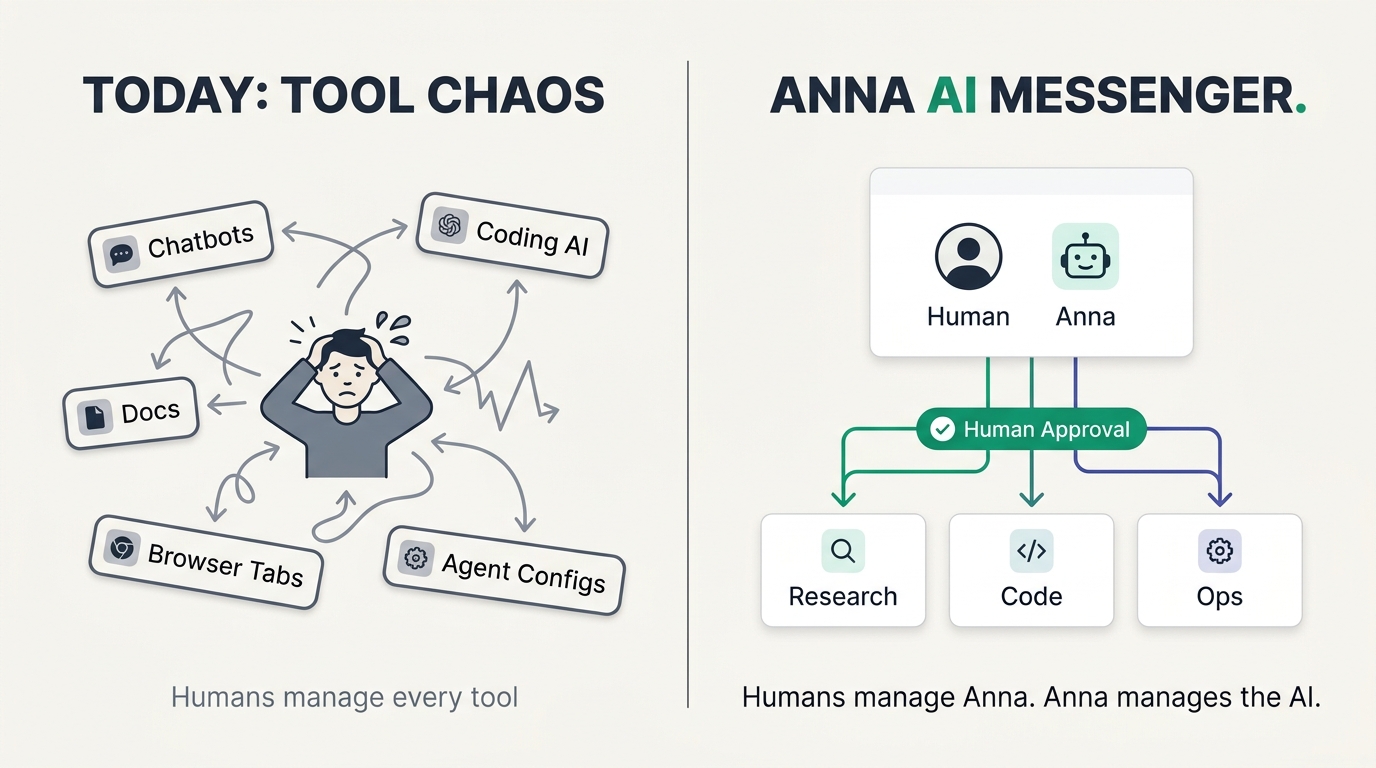 TODAY: TOOL CHAOS
Chatbots
Coding AI
Docs
Browser Tabs
Agent Configs
Humans manage every tool
ANNA AI MESSENGER.
Human
Anna
Human Approval
Research
Code
Ops
Humans manage Anna. Anna manages the AI.